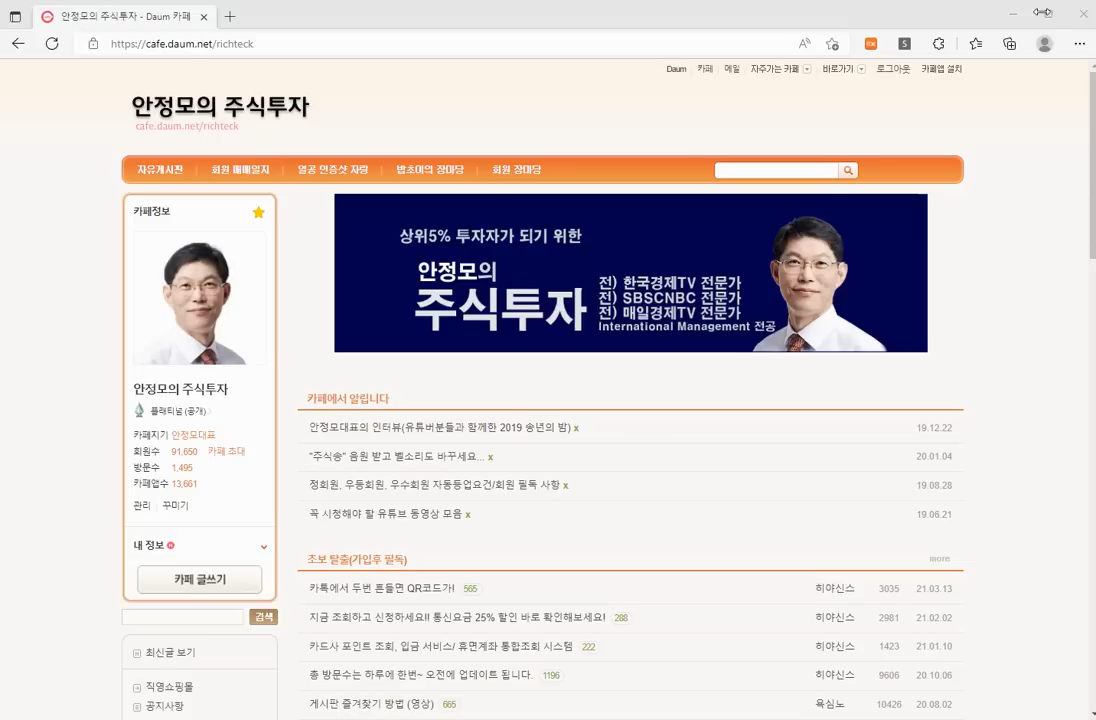 안정모의 주식투자 - Daum 카페
https://cafe.daum.net/richteck
Daum 카페 메일 자주가는 카페 바로가기 로그아웃 카페앱 설치
안정모의 주식투자
cafe.daum.net/richteck
자유게시판 회원 매매일지 열공 인증샷 자랑 밥초미의 장마당 회원 장마당
카페정보
안정모의 주식투자
플래티넘 (공개)
카페지기 안정모대표
회원수 91,650 카페 초대
방문수 1,495
카페앱수 13,661
관리 꾸미기
내 정보
카페 글쓰기
검색
최신글 보기
직영쇼핑몰
공지사항
상위5% 투자자가 되기 위한
안정모의
주식투자
전) 한국경제TV 전문가
전) SBSCNBC 전문가
전) 매일경제TV 전문가
International Management 전공
카페에서 알립니다
안정모대표의 인터뷰(유튜버분들과 함께한 2019 송년의 밤) x 19.12.22
"주식송" 음원 받고 벨소리도 바꾸세요... x 20.01.04
정회원, 우등회원, 우수회원 자동등업요건/회원 필독 사항 x 19.08.28
꼭 시청해야 할 유튜브 동영상 모음 x 19.06.21
초보 탈출(가입후 필독) more
카톡에서 두번 흔들면 QR코드가! 565 히야신스 3035 21.03.13
지금 조회하고 신청하세요!! 통신요금 25% 할인 바로 확인해보세요! 288 히야신스 2981 21.02.02
카드사 포인트 조회, 입금 서비스/ 휴면계좌 통합조회 시스템 222 히야신스 1423 21.01.10
총 방문수는 하루에 한번~ 오전에 업데이트 됩니다. 1196 히야신스 9606 20.10.06
게시판 즐겨찾기 방법 (영상) 665 욕심노 10426 20.08.02